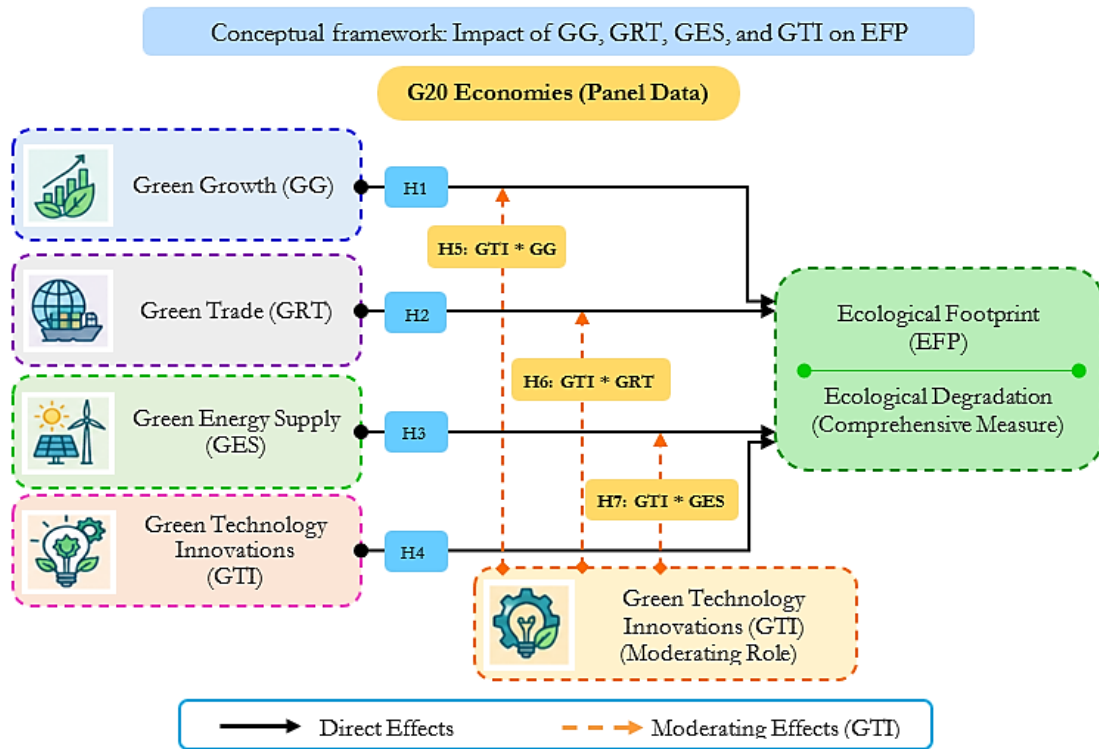 Conceptual framework: Impact of GG, GRT, GES, and GTI on EFP
G20 Economies (Panel Data)
Green Growth (GG)
H1
H5: GTI * GG
Green Trade (GRT)
H2
H6: GTI * GRT
Green Energy Supply
(GES)
H3
H7: GTI * GES
Green Technology
Innovations
(GTI)
H4
Ecological Footprint
(EFP)
Ecological Degradation
(Comprehensive Measure)
Green Technology
Innovations (GTI)
(Moderating Role)
Direct Effects
Moderating Effects (GTI)